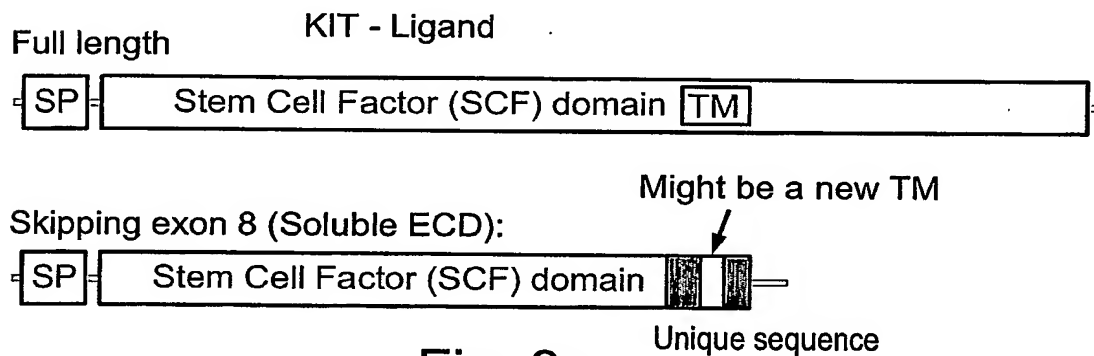 KIT - Ligand
Full length
SP Stem Cell Factor (SCF) domain TM
Might be a new TM
Skipping exon 8 (Soluble ECD):
SP Stem Cell Factor (SCF) domain
Unique sequence